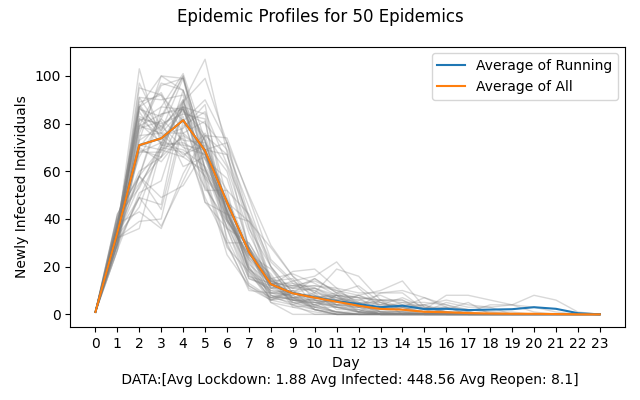 Epidemic Profiles for 50 Epidemics
Newly Infected Individuals
100
80
60
40
20
0
Average of Running
Average of All
0 1 2 3 4 5 6 7 8 9 10 11 12 13 14 15 16 17 18 19 20 21 22 23
Day
DATA:[Avg Lockdown: 1.88 Avg Infected: 448.56 Avg Reopen: 8.1]